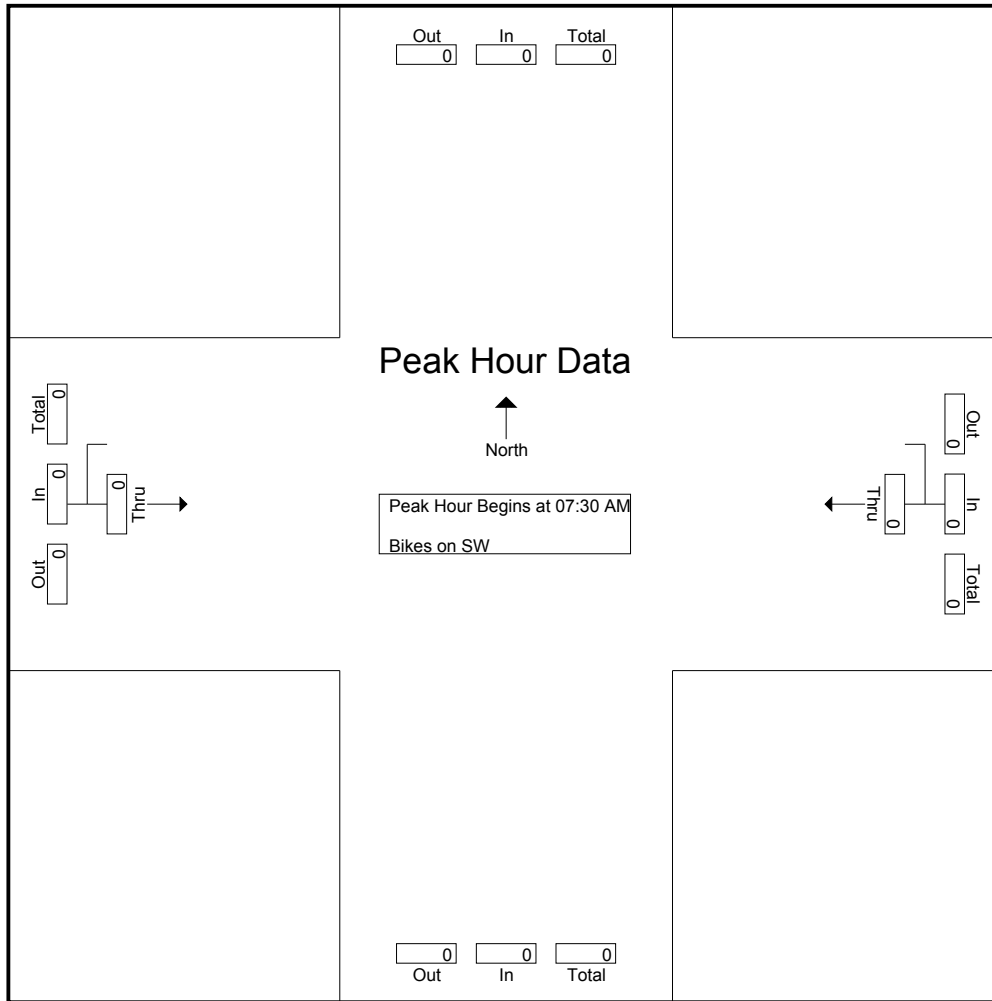 Out In Total
0 0 0
Peak Hour Data
North
Total 0
In 0
Out 0
Thru 0
Peak Hour Begins at 07:30 AM
Bikes on SW
Out 0
In 0
Total 0
Thru 0
0 0 0
Out In Total